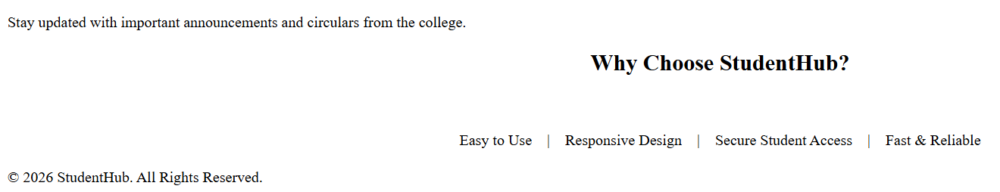 Stay updated with important announcements and circulars from the college.
Why Choose StudentHub?
Easy to Use | Responsive Design | Secure Student Access | Fast & Reliable
© 2026 StudentHub. All Rights Reserved.